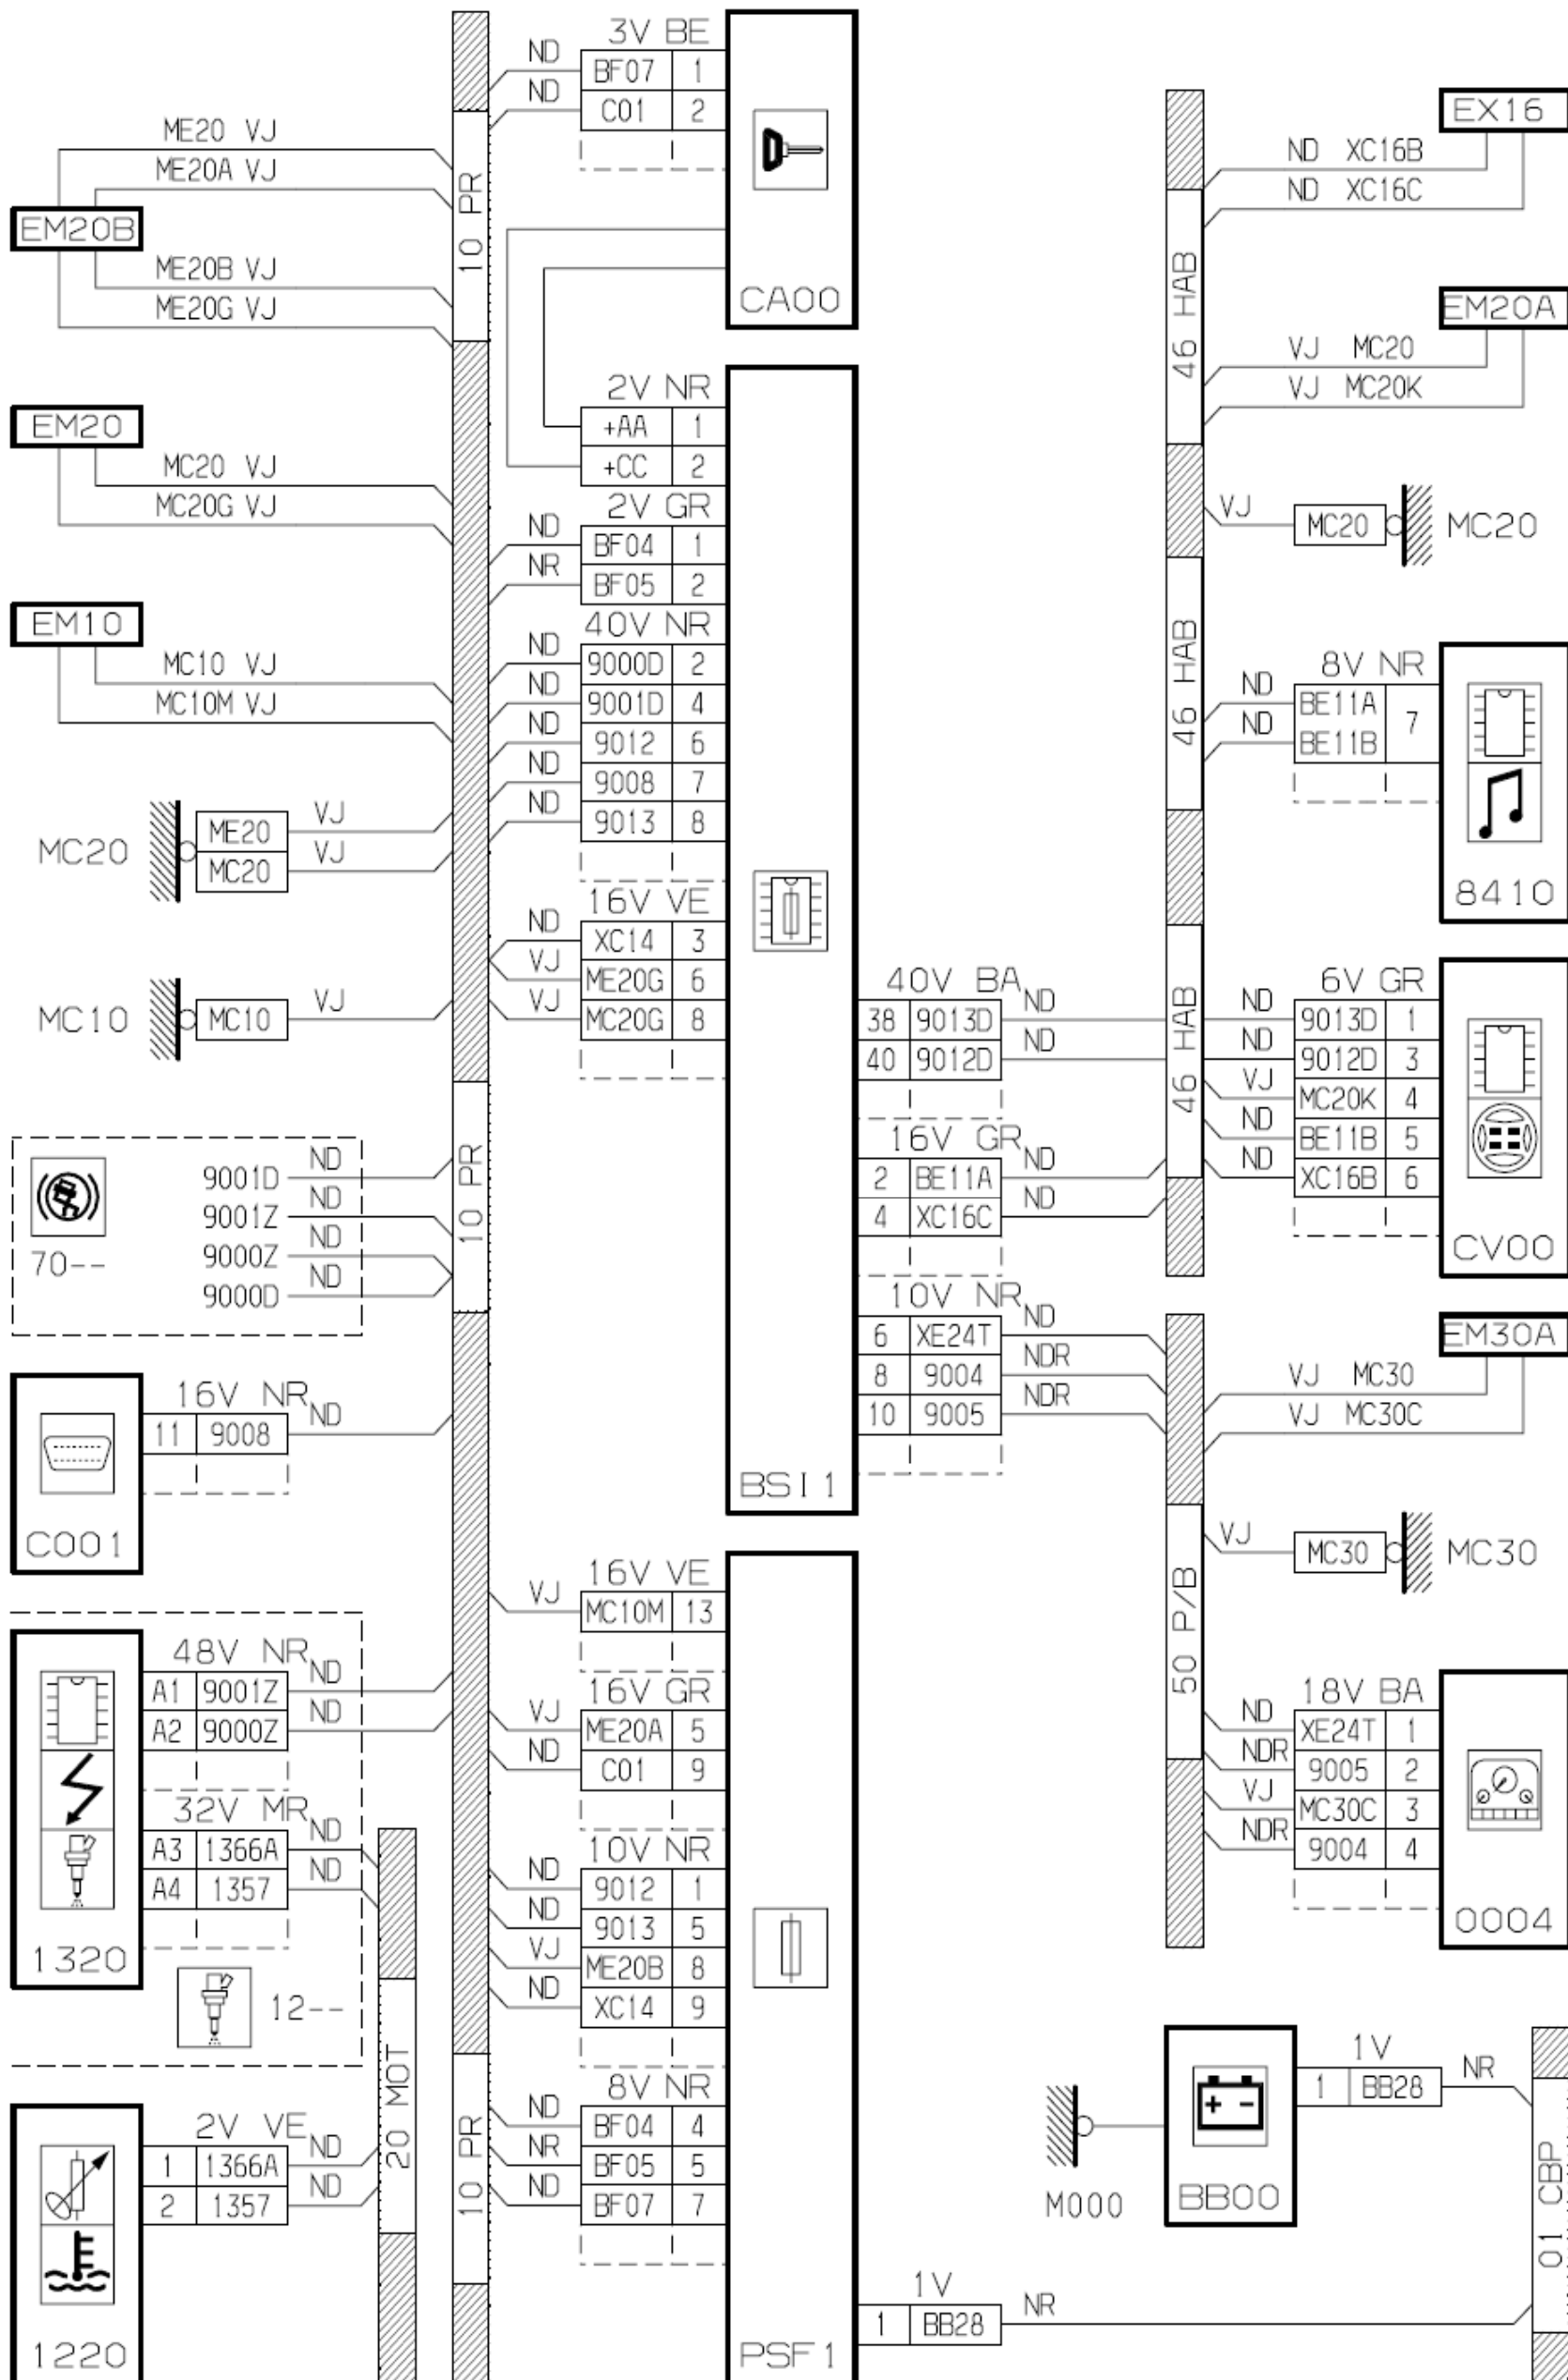 ME20 VJ
ME20A VJ
EM20B
ME20B VJ
ME20G VJ
EM20
MC20 VJ
MC20G VJ
EM10
MC10 VJ
MC10M VJ
MC20
ME20 VJ
MC20 VJ
MC10
MC10 VJ
70--
9001D ND
9001Z ND
9000Z ND
9000D ND
C001
16V NR
11 9008 ND
1320
48V NR
A1 9001Z ND
A2 9000Z ND
32V MR
A3 1366A ND
A4 1357 ND
12--
1220
2V VE
1 1366A ND
2 1357 ND
20 MOT
10 PR
10 PR
10 PR
3V BE
ND BF07 1
ND C01 2
CA00
2V NR
+AA 1
+CC 2
2V GR
ND BF04 1
NR BF05 2
40V NR
ND 9000D 2
ND 9001D 4
ND 9012 6
ND 9008 7
ND 9013 8
16V VE
ND XC14 3
VJ ME20G 6
VJ MC20G 8
40V BA
38 9013D ND
40 9012D ND
16V GR
2 BE11A ND
4 XC16C ND
10V NR
6 XE24T ND
8 9004 NDR
10 9005 NDR
BSI1
16V VE
VJ MC10M 13
16V GR
VJ ME20A 5
ND C01 9
10V NR
ND 9012 1
ND 9013 5
VJ ME20B 8
ND XC14 9
8V NR
ND BF04 4
NR BF05 5
ND BF07 7
1V
1 BB28 NR
PSF1
46 HAB
46 HAB
46 HAB
EX16
ND XC16B
ND XC16C
EM20A
VJ MC20
VJ MC20K
VJ MC20 MC20
8V NR
ND BE11A 7
ND BE11B
8410
6V GR
ND 9013D 1
ND 9012D 3
VJ MC20K 4
ND BE11B 5
ND XC16B 6
CV00
50 P/B
EM30A
VJ MC30
VJ MC30C
VJ MC30 MC30
18V BA
ND XE24T 1
NDR 9005 2
VJ MC30C 3
NDR 9004 4
0004
M000
+ -
BB00
1V
1 BB28 NR
01 CBP